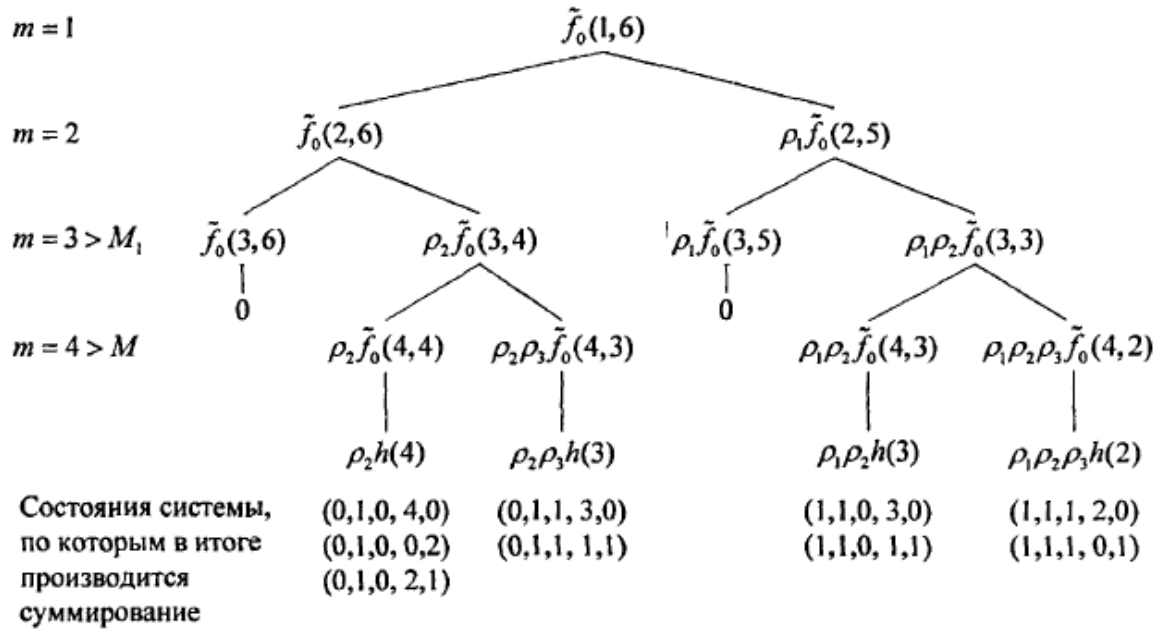 m = 1 f̃₀(1,6)
m = 2 f̃₀(2,6) ρ₁f̃₀(2,5)
m = 3 > M₁ f̃₀(3,6) ρ₂f̃₀(3,4) ρ₁f̃₀(3,5) ρ₁ρ₂f̃₀(3,3)
0 0
m = 4 > M ρ₂f̃₀(4,4) ρ₂ρ₃f̃₀(4,3) ρ₁ρ₂f̃₀(4,3) ρ₁ρ₂ρ₃f̃₀(4,2)
ρ₂h(4) ρ₂ρ₃h(3) ρ₁ρ₂h(3) ρ₁ρ₂ρ₃h(2)
Состояния системы, (0,1,0, 4,0) (0,1,1, 3,0) (1,1,0, 3,0) (1,1,1, 2,0)
по которым в итоге (0,1,0, 0,2) (0,1,1, 1,1) (1,1,0, 1,1) (1,1,1, 0,1)
производится (0,1,0, 2,1)
суммирование